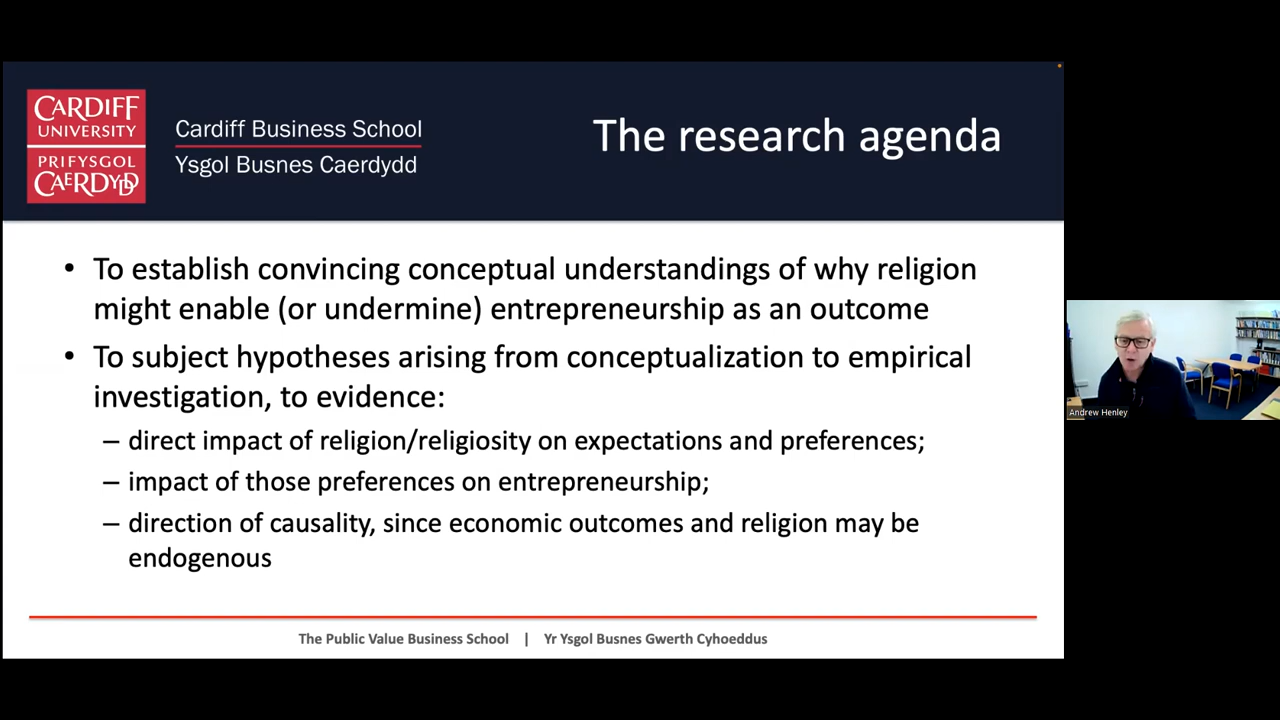 CARDIFF
UNIVERSITY
PRIFYSGOL
CAERDYDD
Cardiff Business School
Ysgol Busnes Caerdydd
The research agenda
• To establish convincing conceptual understandings of why religion
might enable (or undermine) entrepreneurship as an outcome
• To subject hypotheses arising from conceptualization to empirical
investigation, to evidence:
– direct impact of religion/religiosity on expectations and preferences;
– impact of those preferences on entrepreneurship;
– direction of causality, since economic outcomes and religion may be
endogenous
The Public Value Business School | Yr Ysgol Busnes Gwerth Cyhoeddus
Andrew Henley